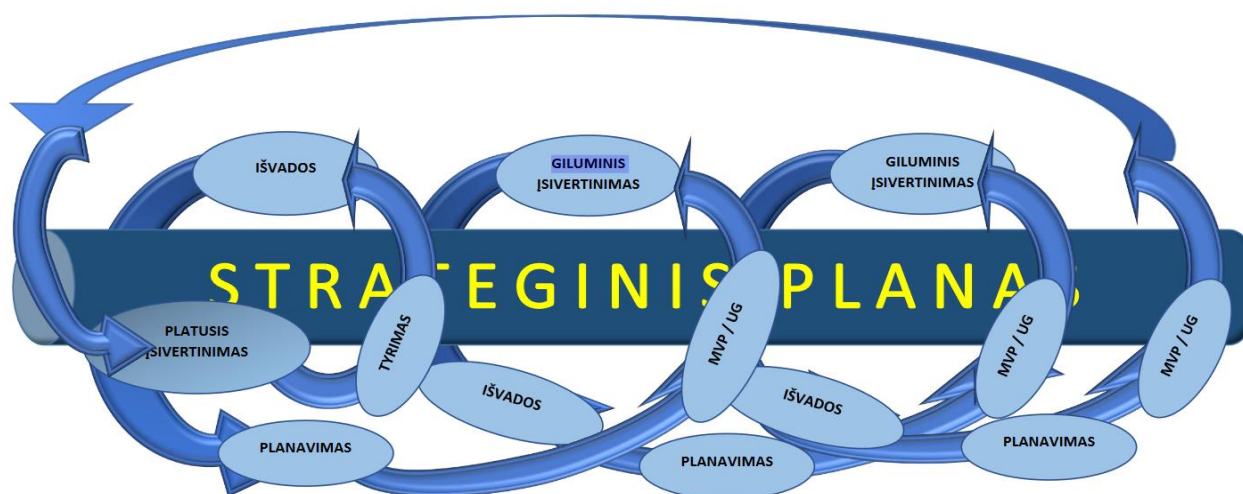 IŠVADOS
GILUMINIS
ĮSIVERTINIMAS
GILUMINIS
ĮSIVERTINIMAS
STRATEGINIS PLANAS
PLATUSIS
ĮSIVERTINIMAS
TYRIMAS
MVP / UG
MVP / UG
MVP / UG
IŠVADOS
IŠVADOS
PLANAVIMAS
PLANAVIMAS
PLANAVIMAS